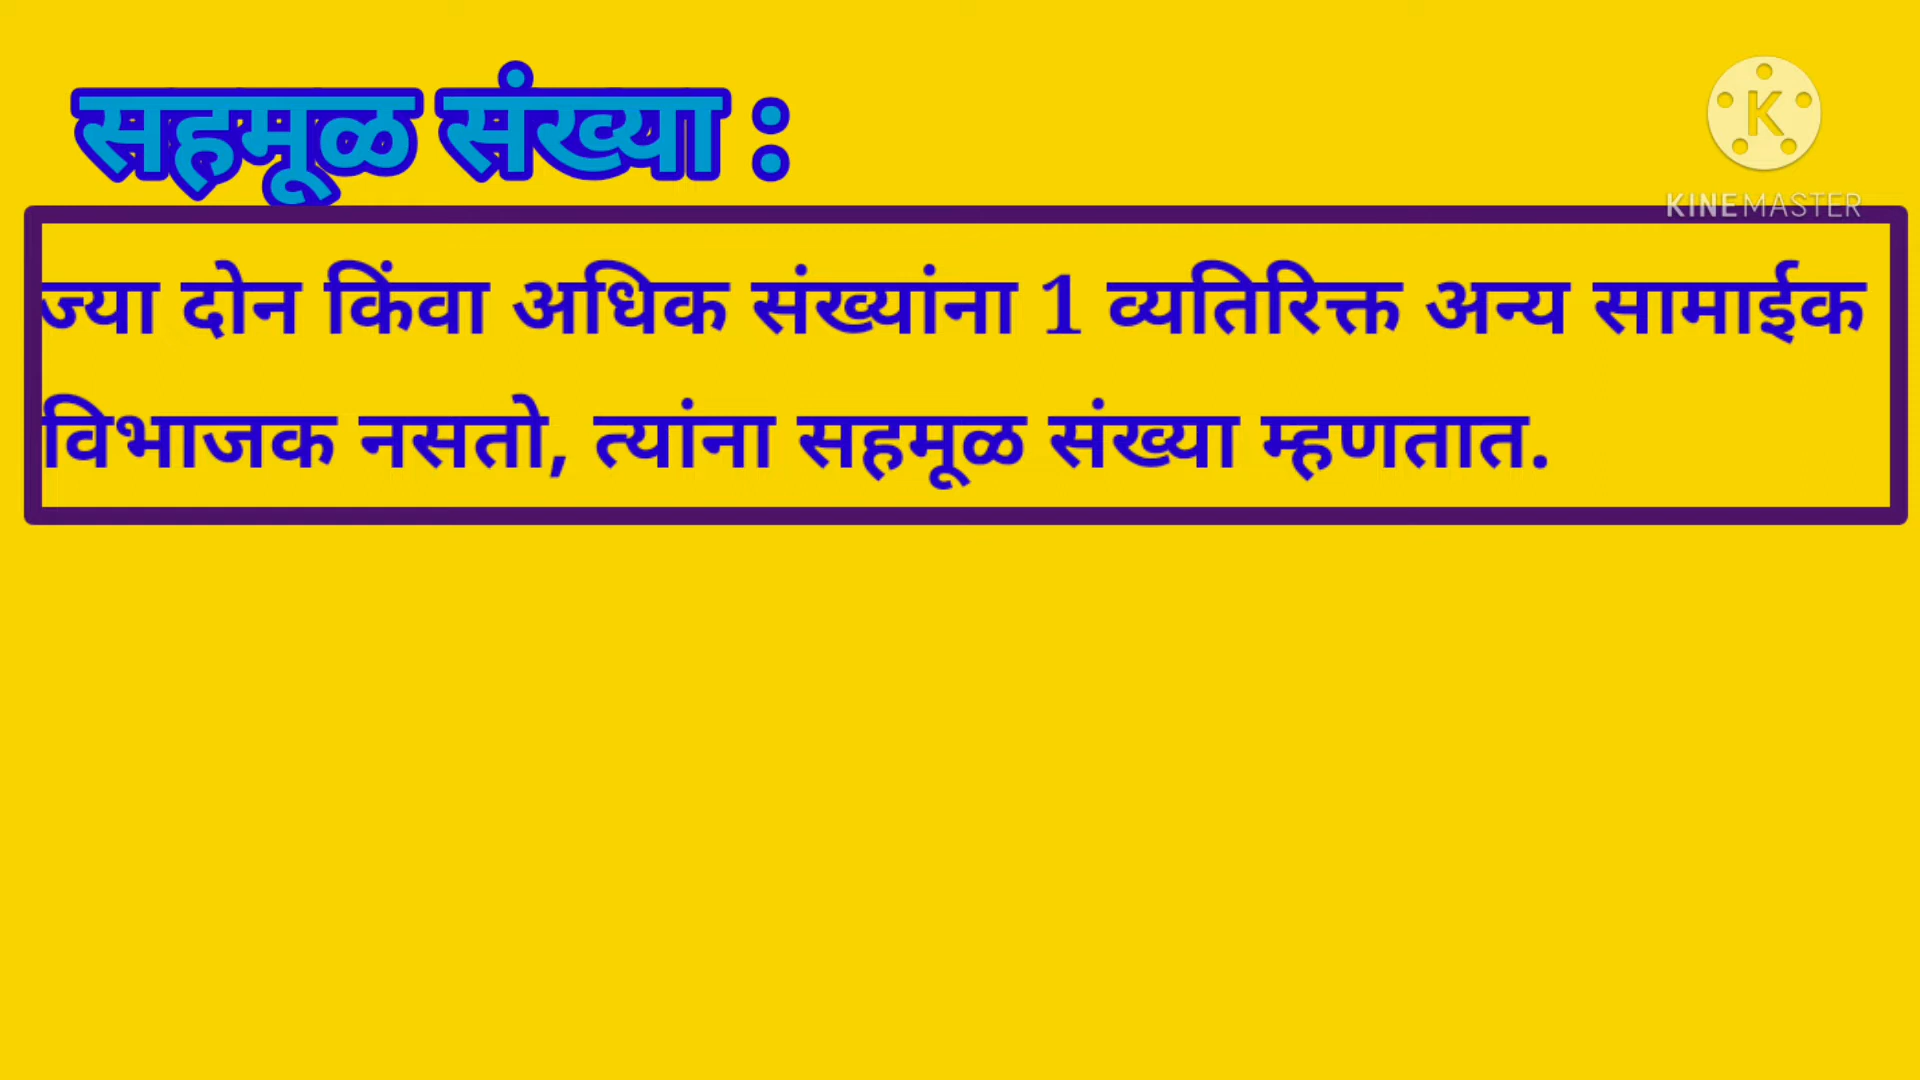 सहमूळ संख्या :
K
KINEMASTER
ज्या दोन किंवा अधिक संख्यांना 1 व्यतिरिक्त अन्य सामाईक
विभाजक नसतो, त्यांना सहमूळ संख्या म्हणतात.